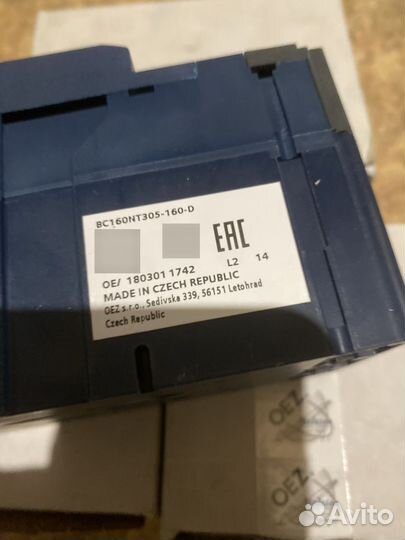 BC160NT305-160-D
EAC
OE/ 180301 1742 L2 14
MADE IN CZECH REPUBLIC
OEZ s.r.o., Sedivska 339, 56151 Letohrad
Czech Republic
OEZ
OEZ
Avito